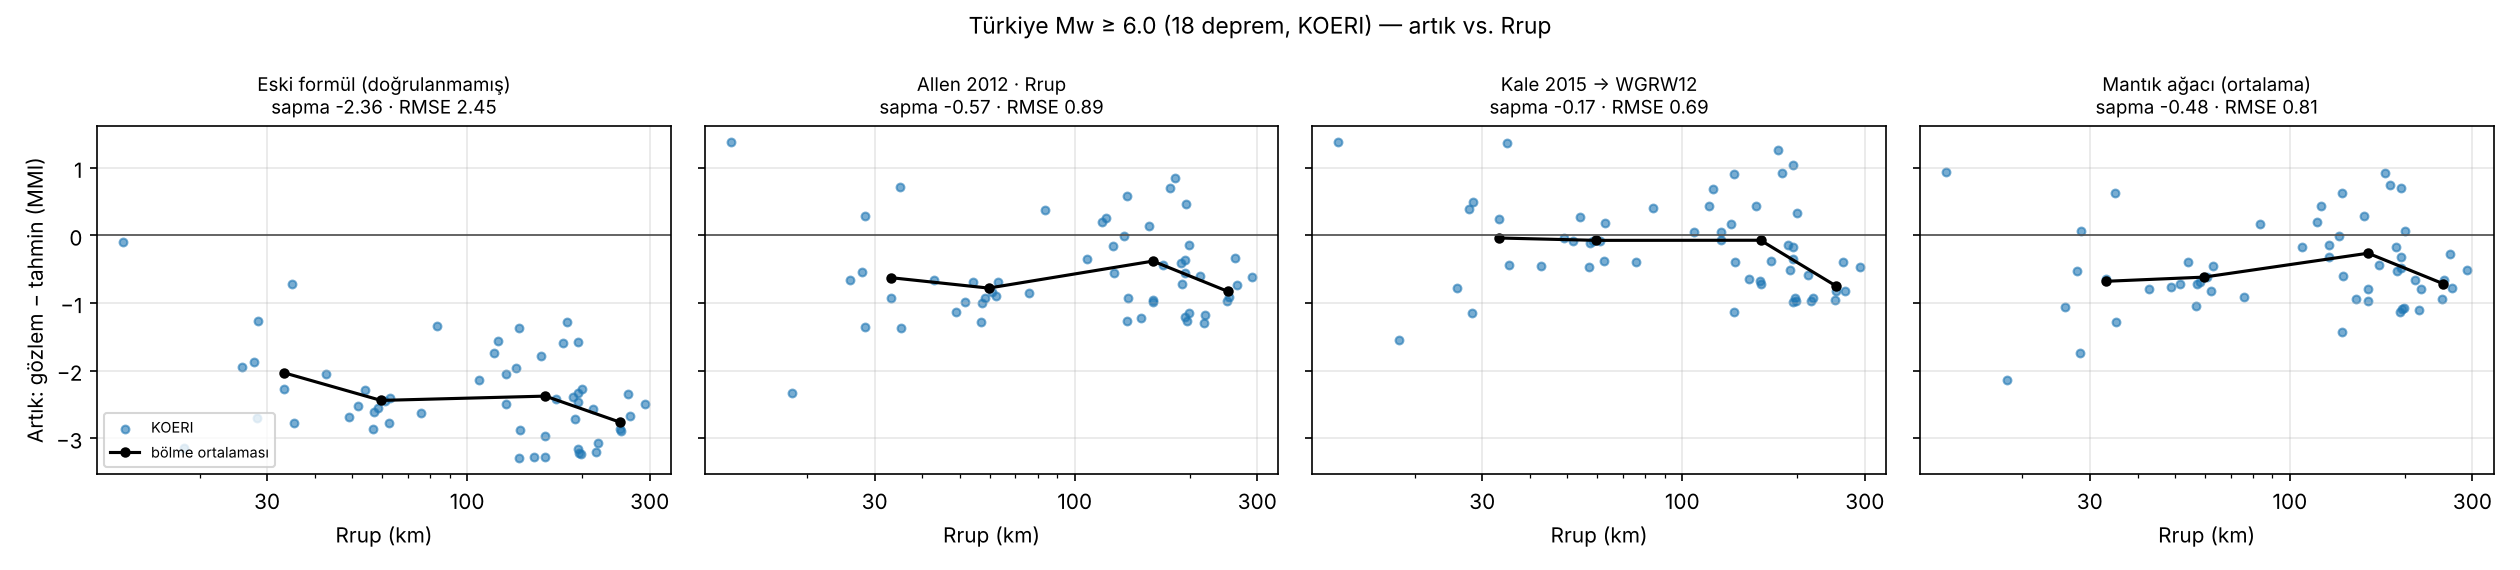 Türkiye Mw ≥ 6.0 (18 deprem, KOERI) — artık vs. Rrup
Eski formül (doğrulanmamış)
sapma -2.36 · RMSE 2.45
Allen 2012 · Rrup
sapma -0.57 · RMSE 0.89
Kale 2015 → WGRW12
sapma -0.17 · RMSE 0.69
Mantık ağacı (ortalama)
sapma -0.48 · RMSE 0.81
Artık: gözlem − tahmin (MMI)
1
0
−1
−2
−3
KOERI
bölme ortalaması
30 100 300
30 100 300
30 100 300
30 100 300
Rrup (km)
Rrup (km)
Rrup (km)
Rrup (km)